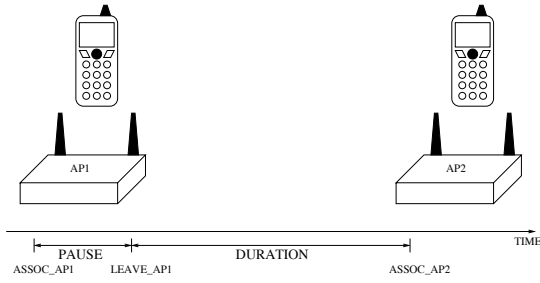 AP1
AP2
TIME
PAUSE
DURATION
ASSOC_AP1
LEAVE_AP1
ASSOC_AP2